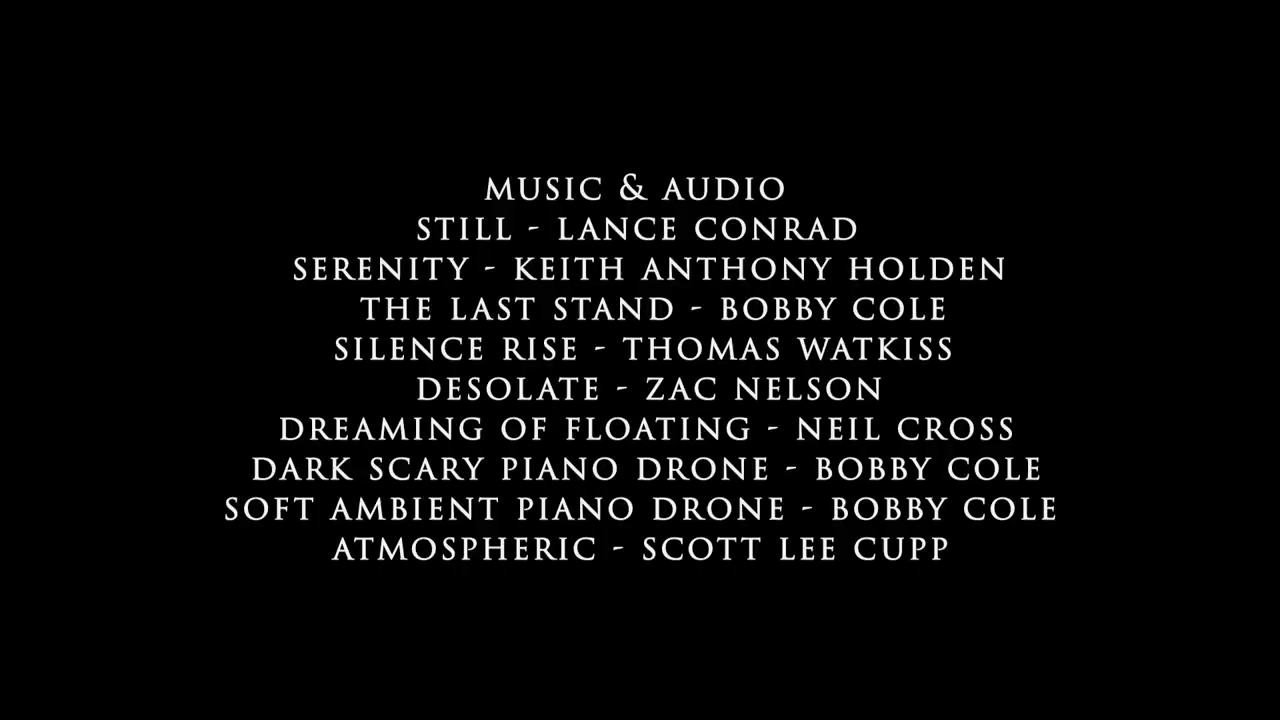 MUSIC & AUDIO
STILL - LANCE CONRAD
SERENITY - KEITH ANTHONY HOLDEN
THE LAST STAND - BOBBY COLE
SILENCE RISE - THOMAS WATKISS
DESOLATE - ZAC NELSON
DREAMING OF FLOATING - NEIL CROSS
DARK SCARY PIANO DRONE - BOBBY COLE
SOFT AMBIENT PIANO DRONE - BOBBY COLE
ATMOSPHERIC - SCOTT LEE CUPP